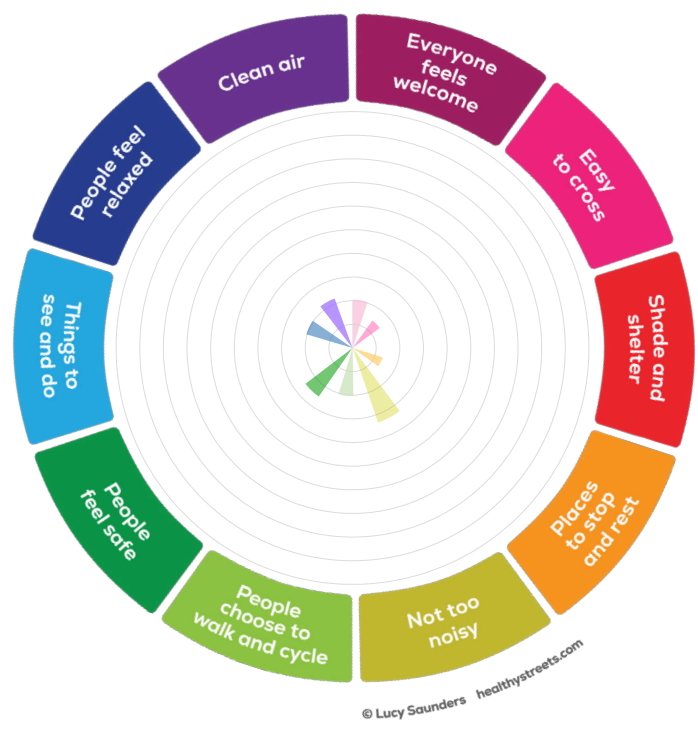 Everyone
feels
welcome
Easy
to cross
Shade and
shelter
Places
to stop
and rest
Not too
noisy
People
choose to
walk and cycle
People
feel safe
Things to
see and do
People feel
relaxed
Clean air
© Lucy Saunders healthystreets.com